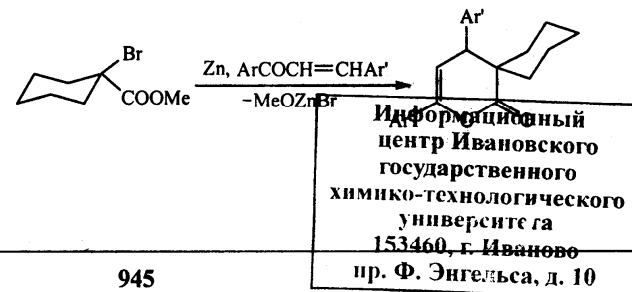 Ar'
Br
Zn, ArCOCH=CHAr'
COOMe
−MeOZnBr
Ar O O
Информационный
центр Ивановского
государственного
химико-технологического
университета
153460, г. Иваново
пр. Ф. Энгельса, д. 10
945